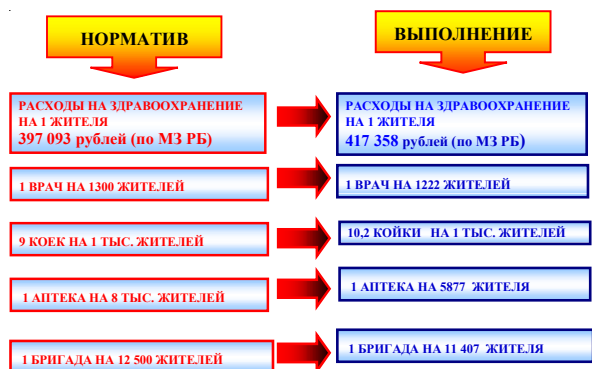 НОРМАТИВ
ВЫПОЛНЕНИЕ
РАСХОДЫ НА ЗДРАВООХРАНЕНИЕ
НА 1 ЖИТЕЛЯ
397 093 рублей (по МЗ РБ)
РАСХОДЫ НА ЗДРАВООХРАНЕНИЕ
НА 1 ЖИТЕЛЯ
417 358 рублей (по МЗ РБ)
1 ВРАЧ НА 1300 ЖИТЕЛЕЙ
1 ВРАЧ НА 1222 ЖИТЕЛЕЙ
9 КОЕК НА 1 ТЫС. ЖИТЕЛЕЙ
10,2 КОЙКИ НА 1 ТЫС. ЖИТЕЛЕЙ
1 АПТЕКА НА 8 ТЫС. ЖИТЕЛЕЙ
1 АПТЕКА НА 5877 ЖИТЕЛЯ
1 БРИГАДА НА 12 500 ЖИТЕЛЕЙ
1 БРИГАДА НА 11 407 ЖИТЕЛЯ